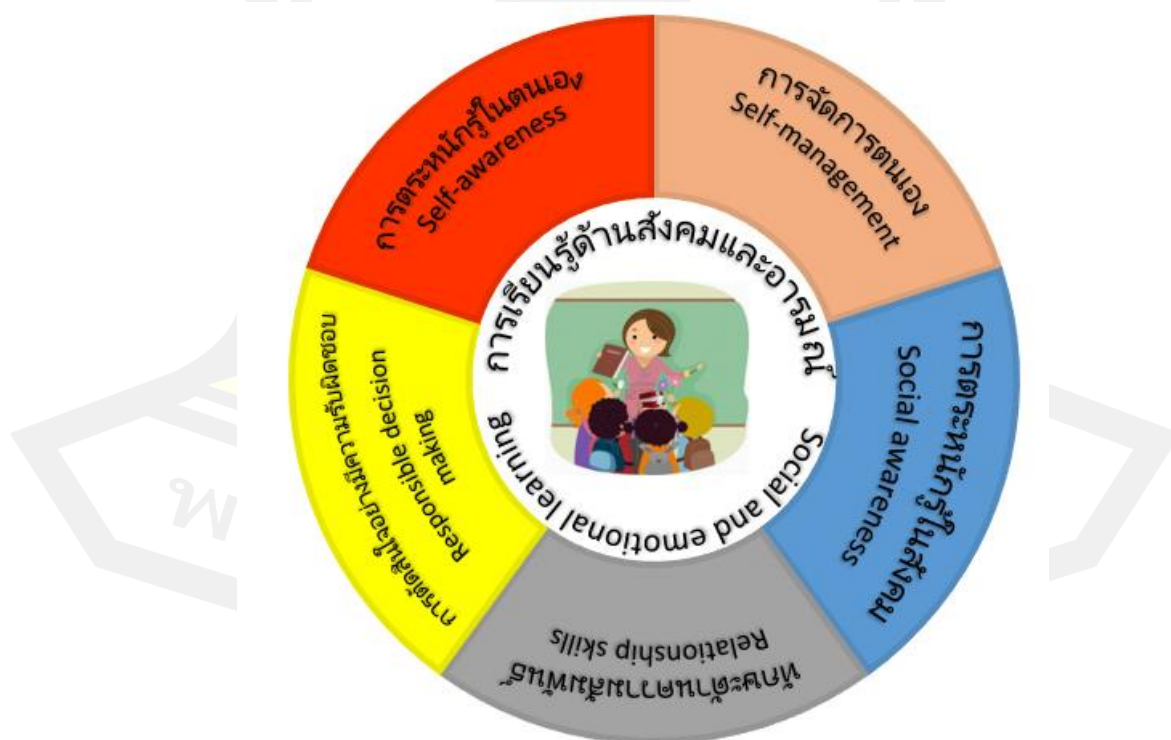 การตระหนักรู้ในตนเอง
Self-awareness
การจัดการตนเอง
Self-management
การตระหนักรู้ในสังคม
Social awareness
ทักษะด้านความสัมพันธ์
Relationship skills
การตัดสินใจอย่างมีความรับผิดชอบ
Responsible decision
making
การเรียนรู้ด้านสังคมและอารมณ์
Social and emotional learning